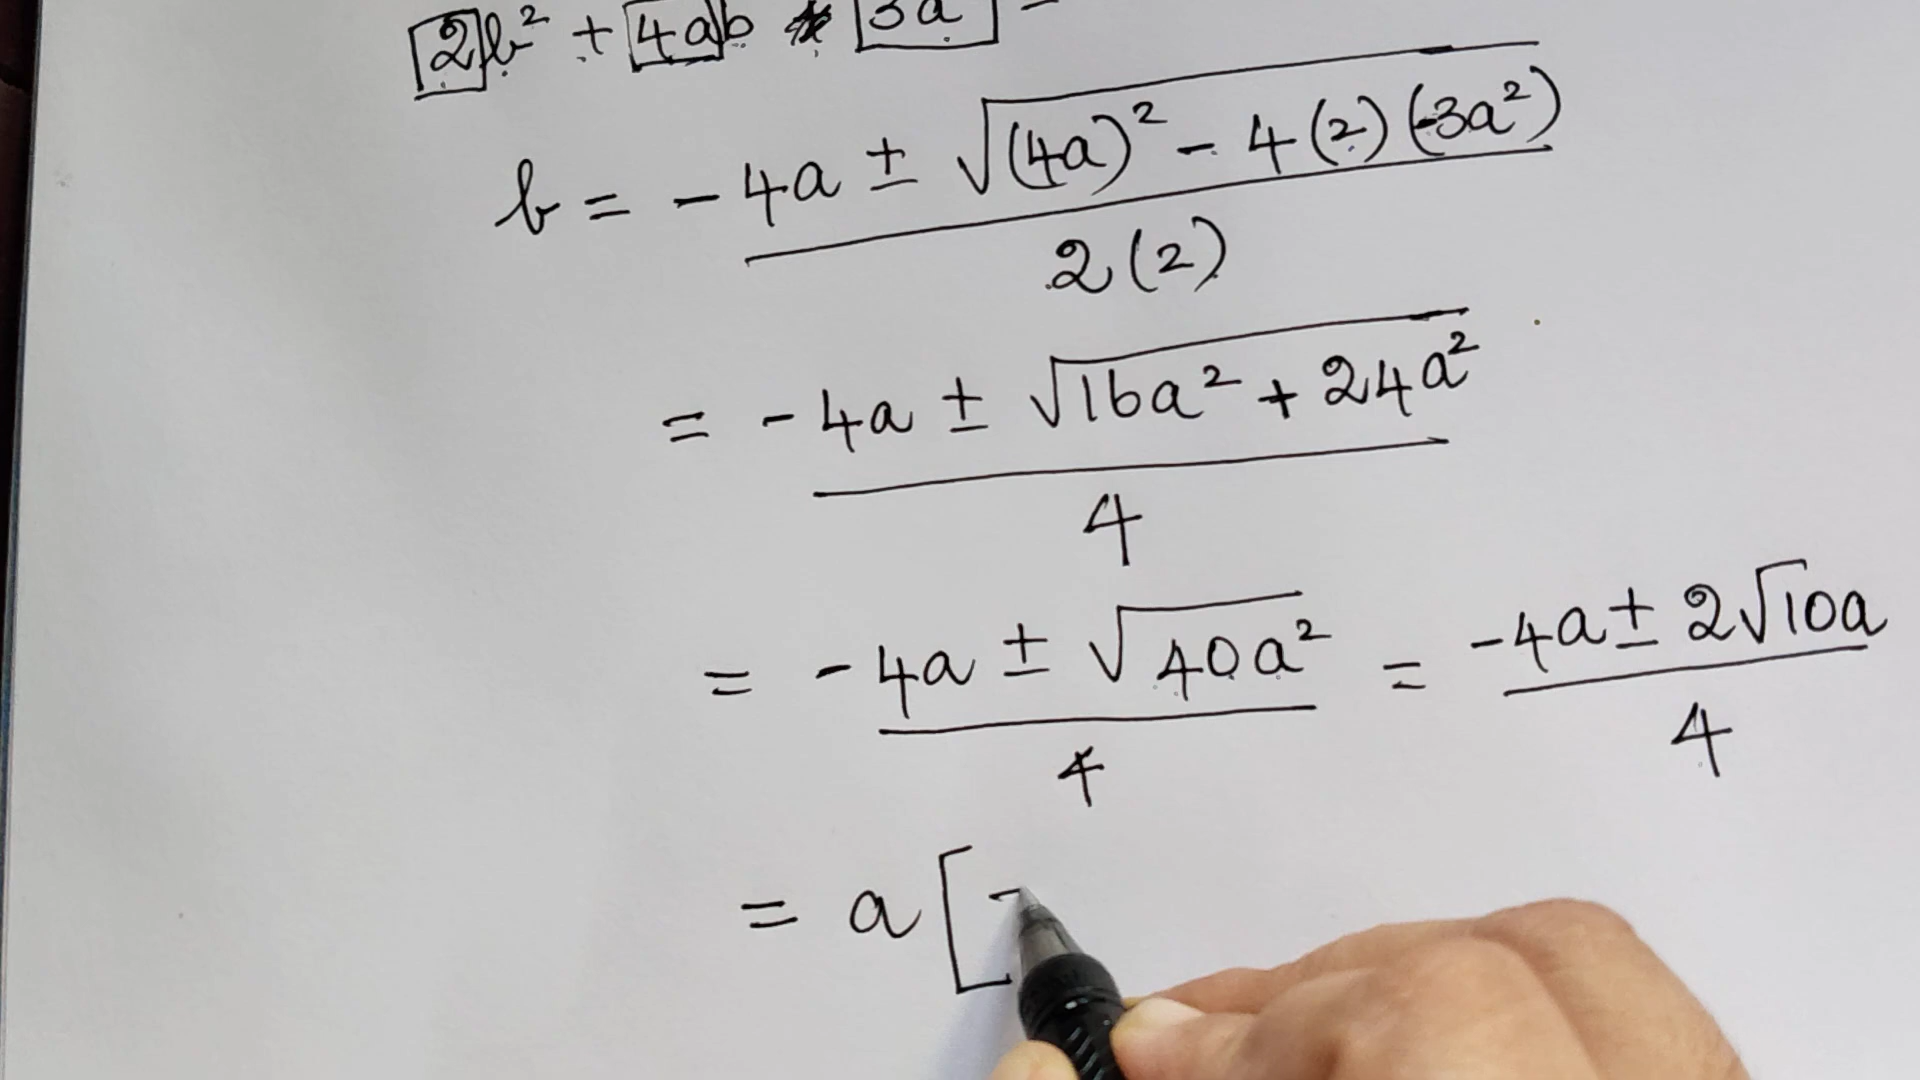 2b² + 4ab 3a =
b = -4a ± √(4a)² - 4(2)(-3a²)
2(2)
= -4a ± √16a² + 24a²
4
= -4a ± √40a² = -4a ± 2√10a
4 4
= a [ -